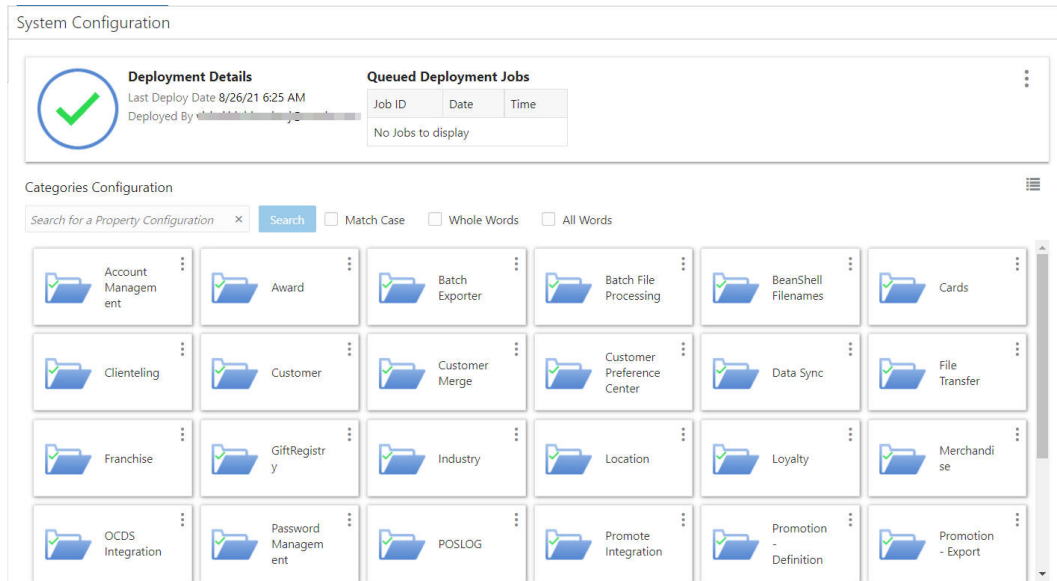 System Configuration
Deployment Details
Last Deploy Date 8/26/21 6:25 AM
Deployed By
Queued Deployment Jobs
Job ID Date Time
No Jobs to display
Categories Configuration
Search for a Property Configuration × Search Match Case Whole Words All Words
Account
Managem
ent
Award
Batch
Exporter
Batch File
Processing
BeanShell
Filenames
Cards
Clienteling
Customer
Customer
Merge
Customer
Preference
Center
Data Sync
File
Transfer
Franchise
GiftRegistr
y
Industry
Location
Loyalty
Merchandi
se
OCDS
Integration
Password
Managem
ent
POSLOG
Promote
Integration
Promotion
-
Definition
Promotion
- Export